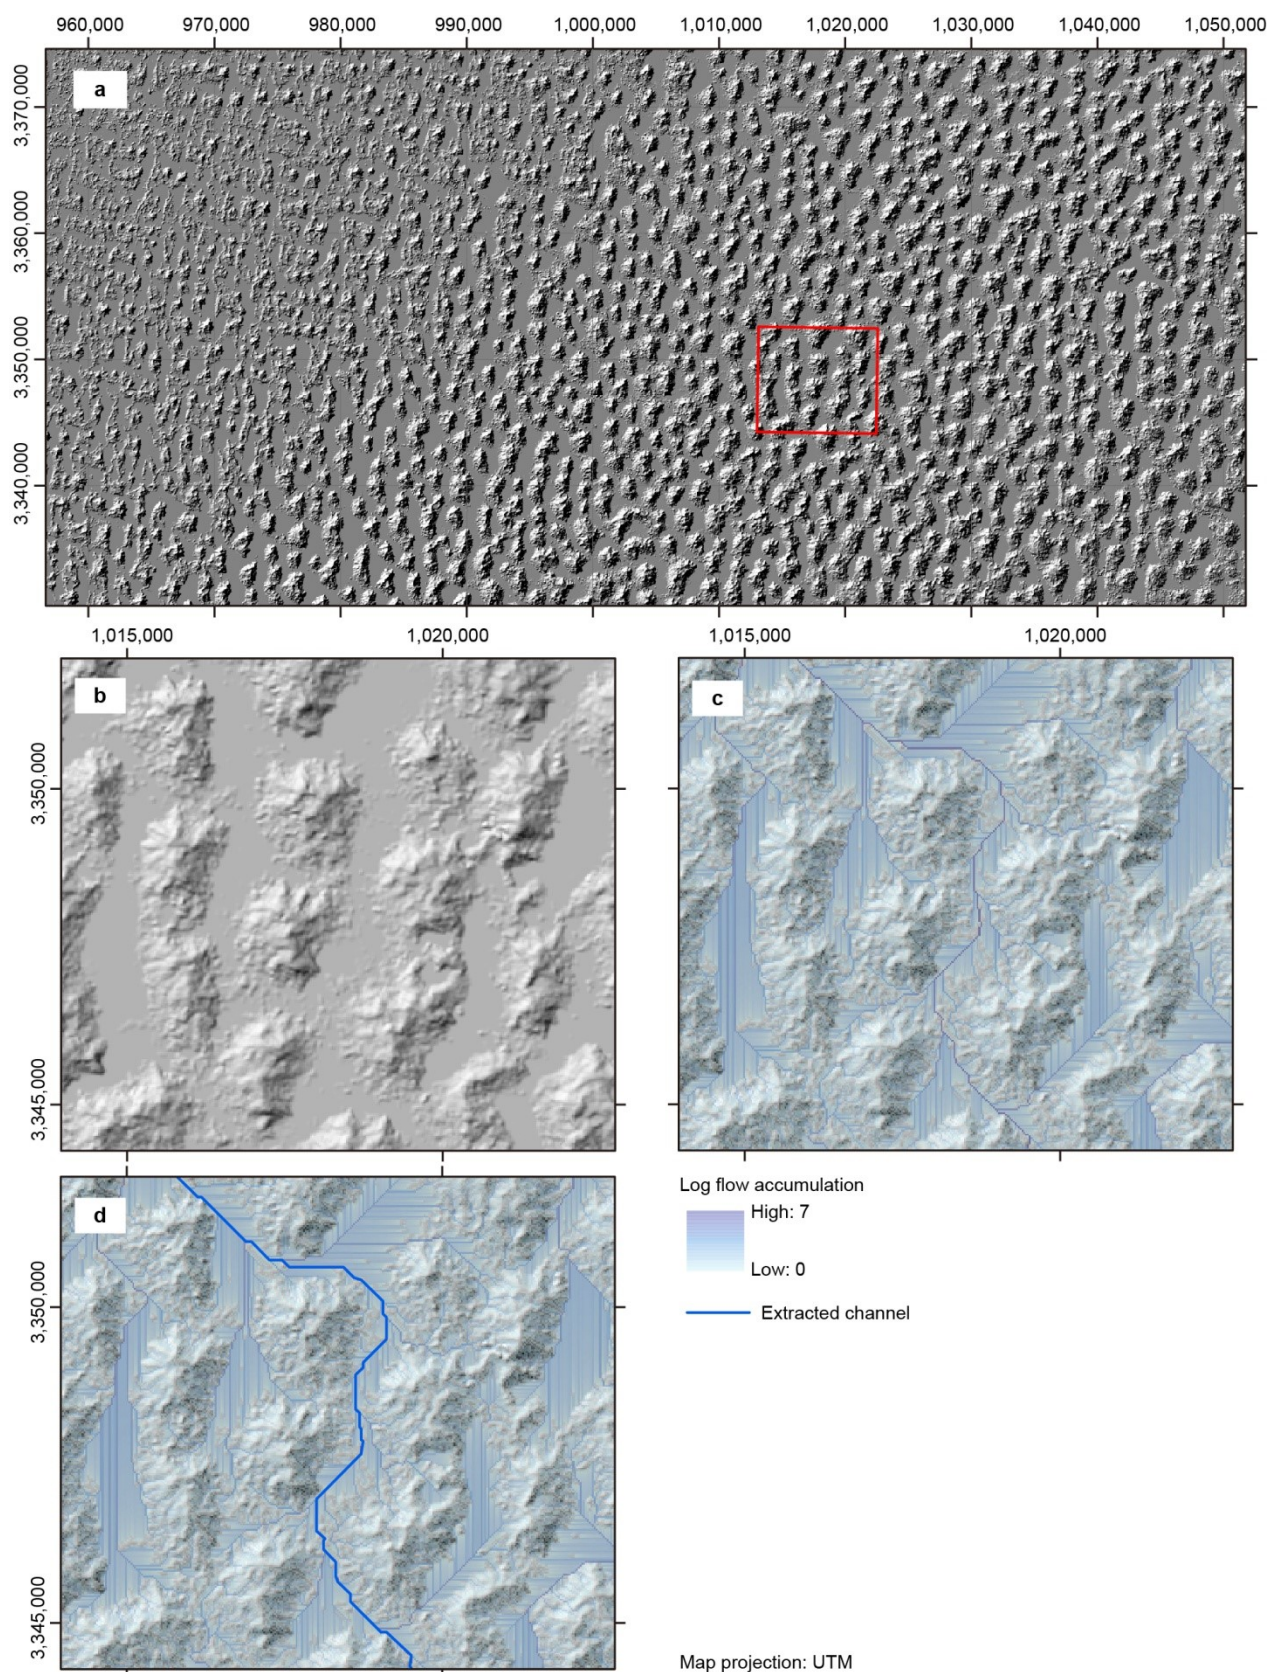 960,000 970,000 980,000 990,000 1,000,000 1,010,000 1,020,000 1,030,000 1,040,000 1,050,000
a
3,370,000
3,360,000
3,350,000
3,340,000
1,015,000 1,020,000 1,015,000 1,020,000
b
3,350,000
3,345,000
c
Log flow accumulation
High: 7
Low: 0
Extracted channel
d
3,350,000
3,345,000
Map projection: UTM